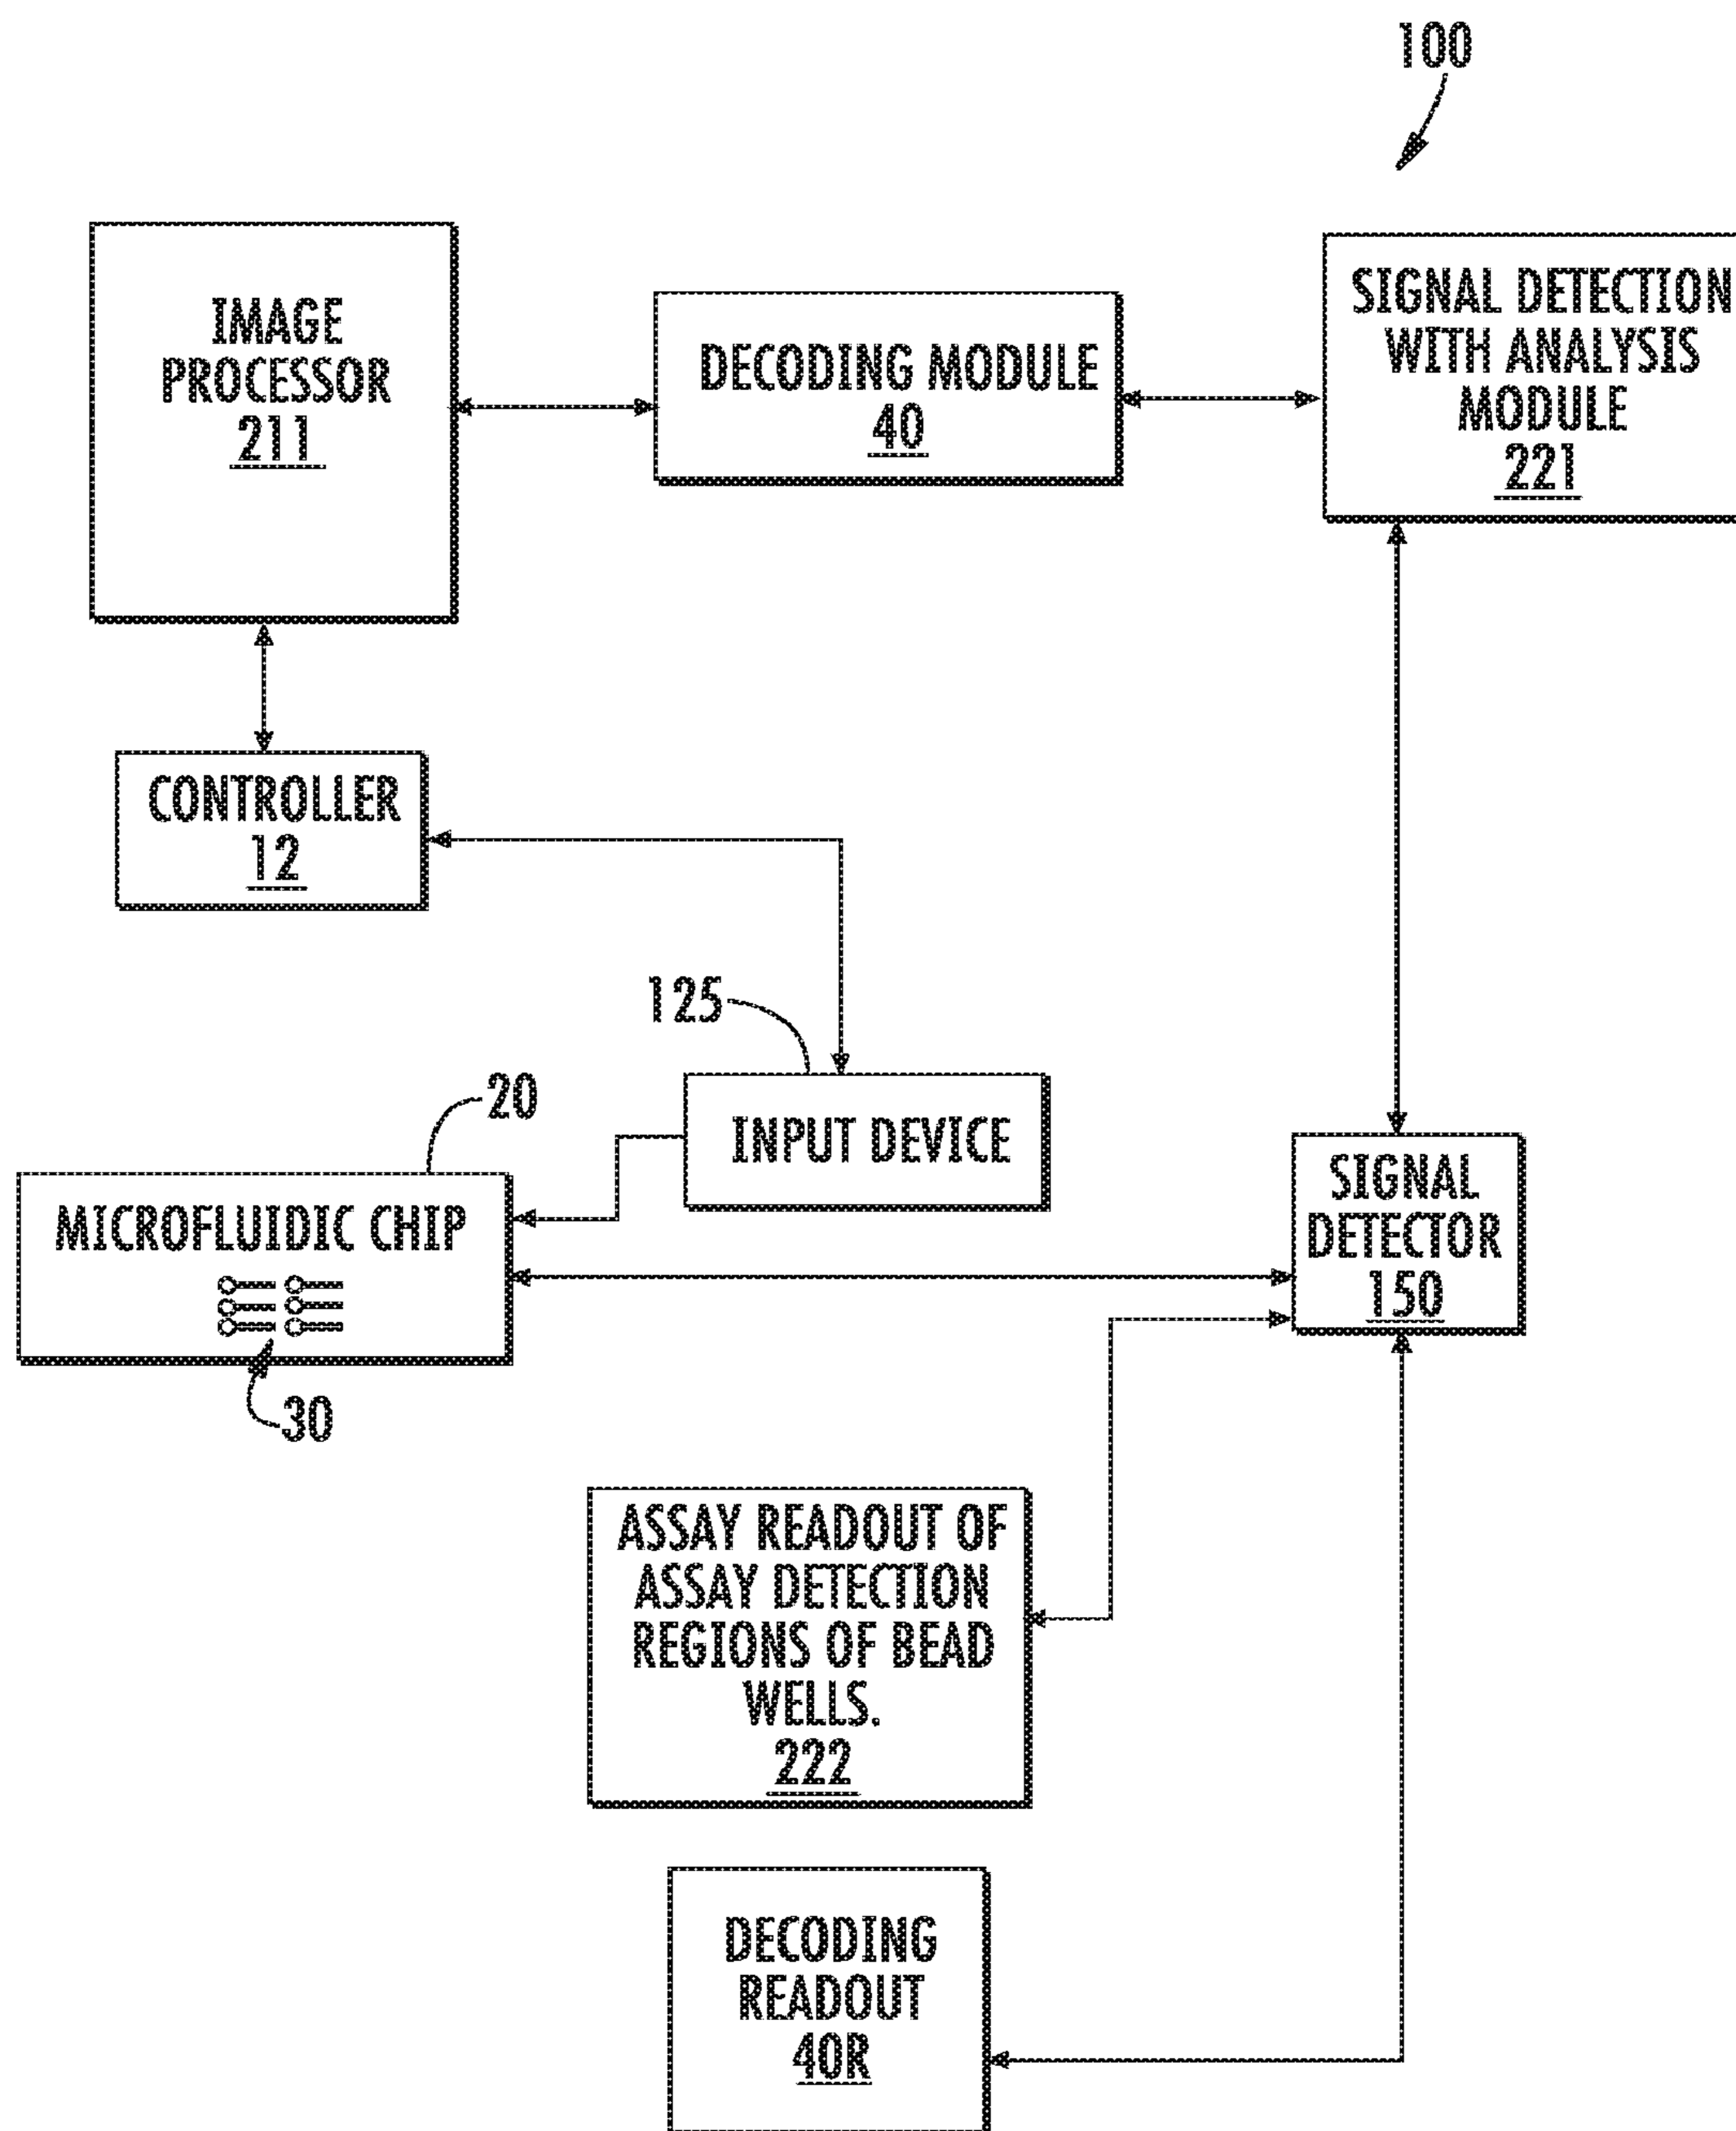 100
IMAGE
PROCESSOR
211
DECODING MODULE
40
SIGNAL DETECTION
WITH ANALYSIS
MODULE
221
CONTROLLER
12
125
INPUT DEVICE
20
MICROFLUIDIC CHIP
30
SIGNAL
DETECTOR
150
ASSAY READOUT OF
ASSAY DETECTION
REGIONS OF BEAD
WELLS.
222
DECODING
READOUT
40R